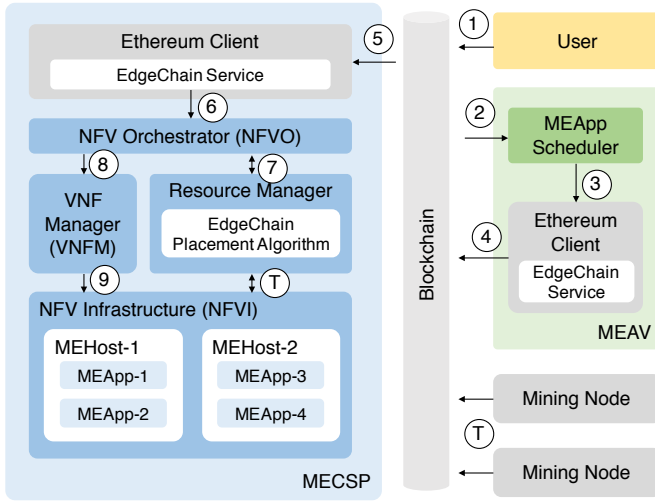 Ethereum Client
EdgeChain Service
6
NFV Orchestrator (NFVO)
8
7
VNF
Manager
(VNFM)
Resource Manager
EdgeChain
Placement Algorithm
9
T
NFV Infrastructure (NFVI)
MEHost-1
MEApp-1
MEApp-2
MEHost-2
MEApp-3
MEApp-4
MECSP
5
Blockchain
1
User
2
MEApp
Scheduler
3
4
Ethereum
Client
EdgeChain
Service
MEAV
Mining Node
T
Mining Node